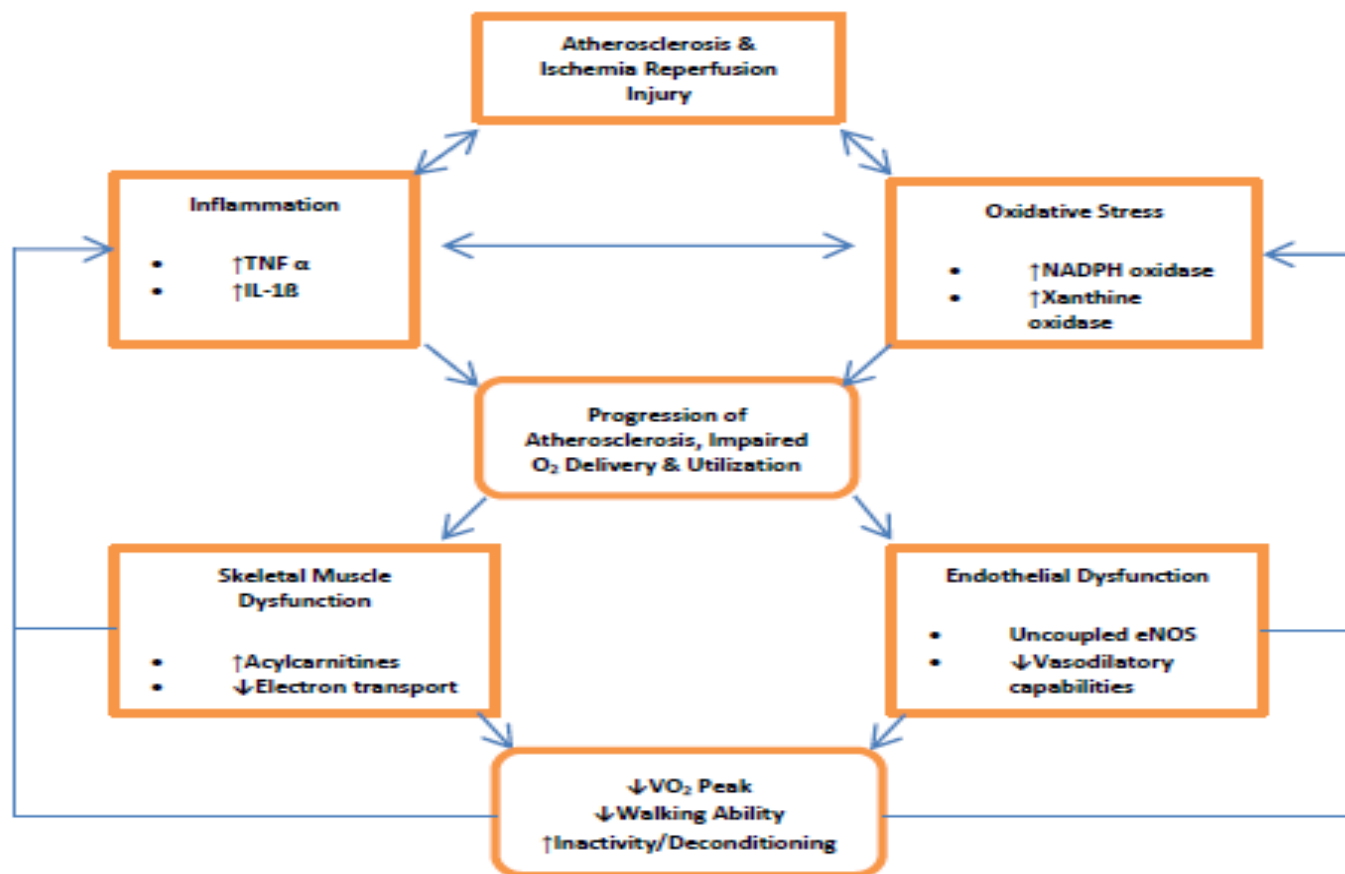 Atherosclerosis &
Ischemia Reperfusion
Injury
Inflammation
• ↑TNF α
• ↑IL-1ß
Oxidative Stress
• ↑NADPH oxidase
• ↑Xanthine
oxidase
Progression of
Atherosclerosis, Impaired
O₂ Delivery & Utilization
Skeletal Muscle
Dysfunction
• ↑Acylcarnitines
• ↓Electron transport
Endothelial Dysfunction
• Uncoupled eNOS
• ↓Vasodilatory
capabilities
↓VO₂ Peak
↓Walking Ability
↑Inactivity/Deconditioning